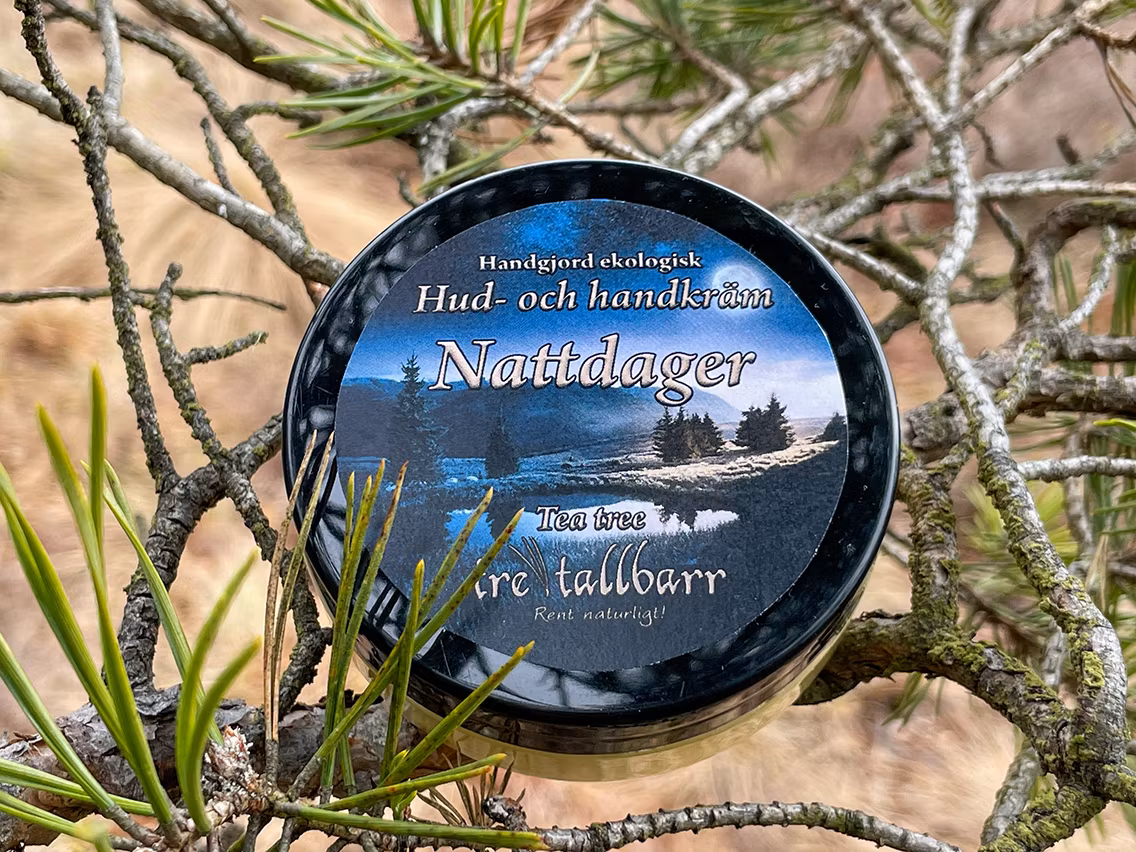 Handgjord ekologisk
Hud- och handkräm
Nattdager
Tea tree
tallbarr
Rent naturligt!